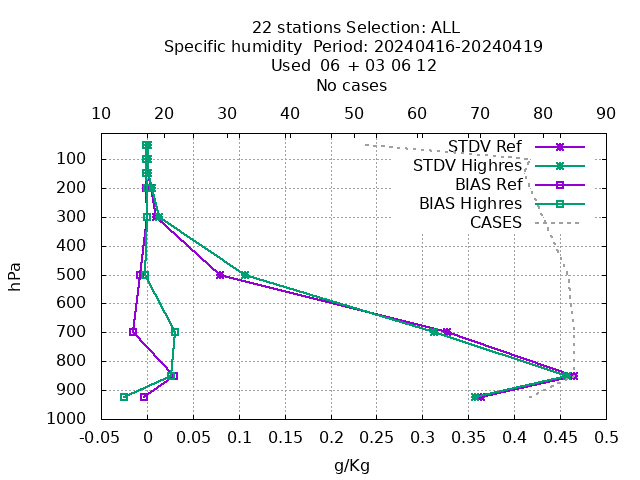 22 stations Selection: ALL
Specific humidity  Period: 20240416-20240419
Used  06 + 03 06 12
No cases
10 20 30 40 50 60 70 80 90
STDV Ref
STDV Highres
BIAS Ref
BIAS Highres
CASES
hPa
100
200
300
400
500
600
700
800
900
1000
-0.05 0 0.05 0.1 0.15 0.2 0.25 0.3 0.35 0.4 0.45 0.5
g/Kg